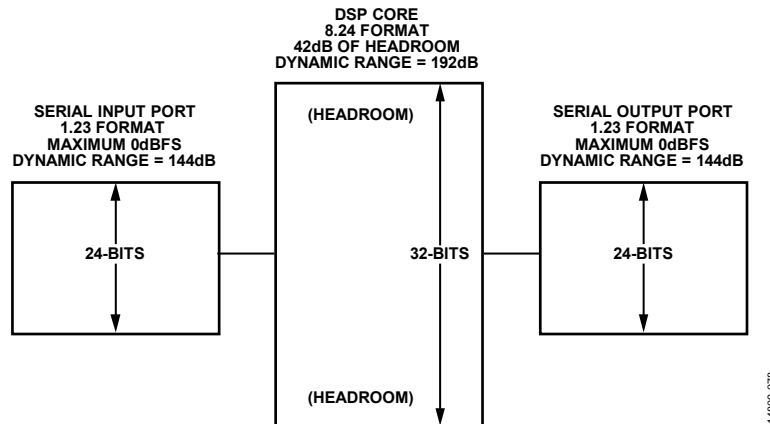 DSP CORE
8.24 FORMAT
42dB OF HEADROOM
DYNAMIC RANGE = 192dB
SERIAL INPUT PORT
1.23 FORMAT
MAXIMUM 0dBFS
DYNAMIC RANGE = 144dB
(HEADROOM)
SERIAL OUTPUT PORT
1.23 FORMAT
MAXIMUM 0dBFS
DYNAMIC RANGE = 144dB
24-BITS
32-BITS
24-BITS
(HEADROOM)